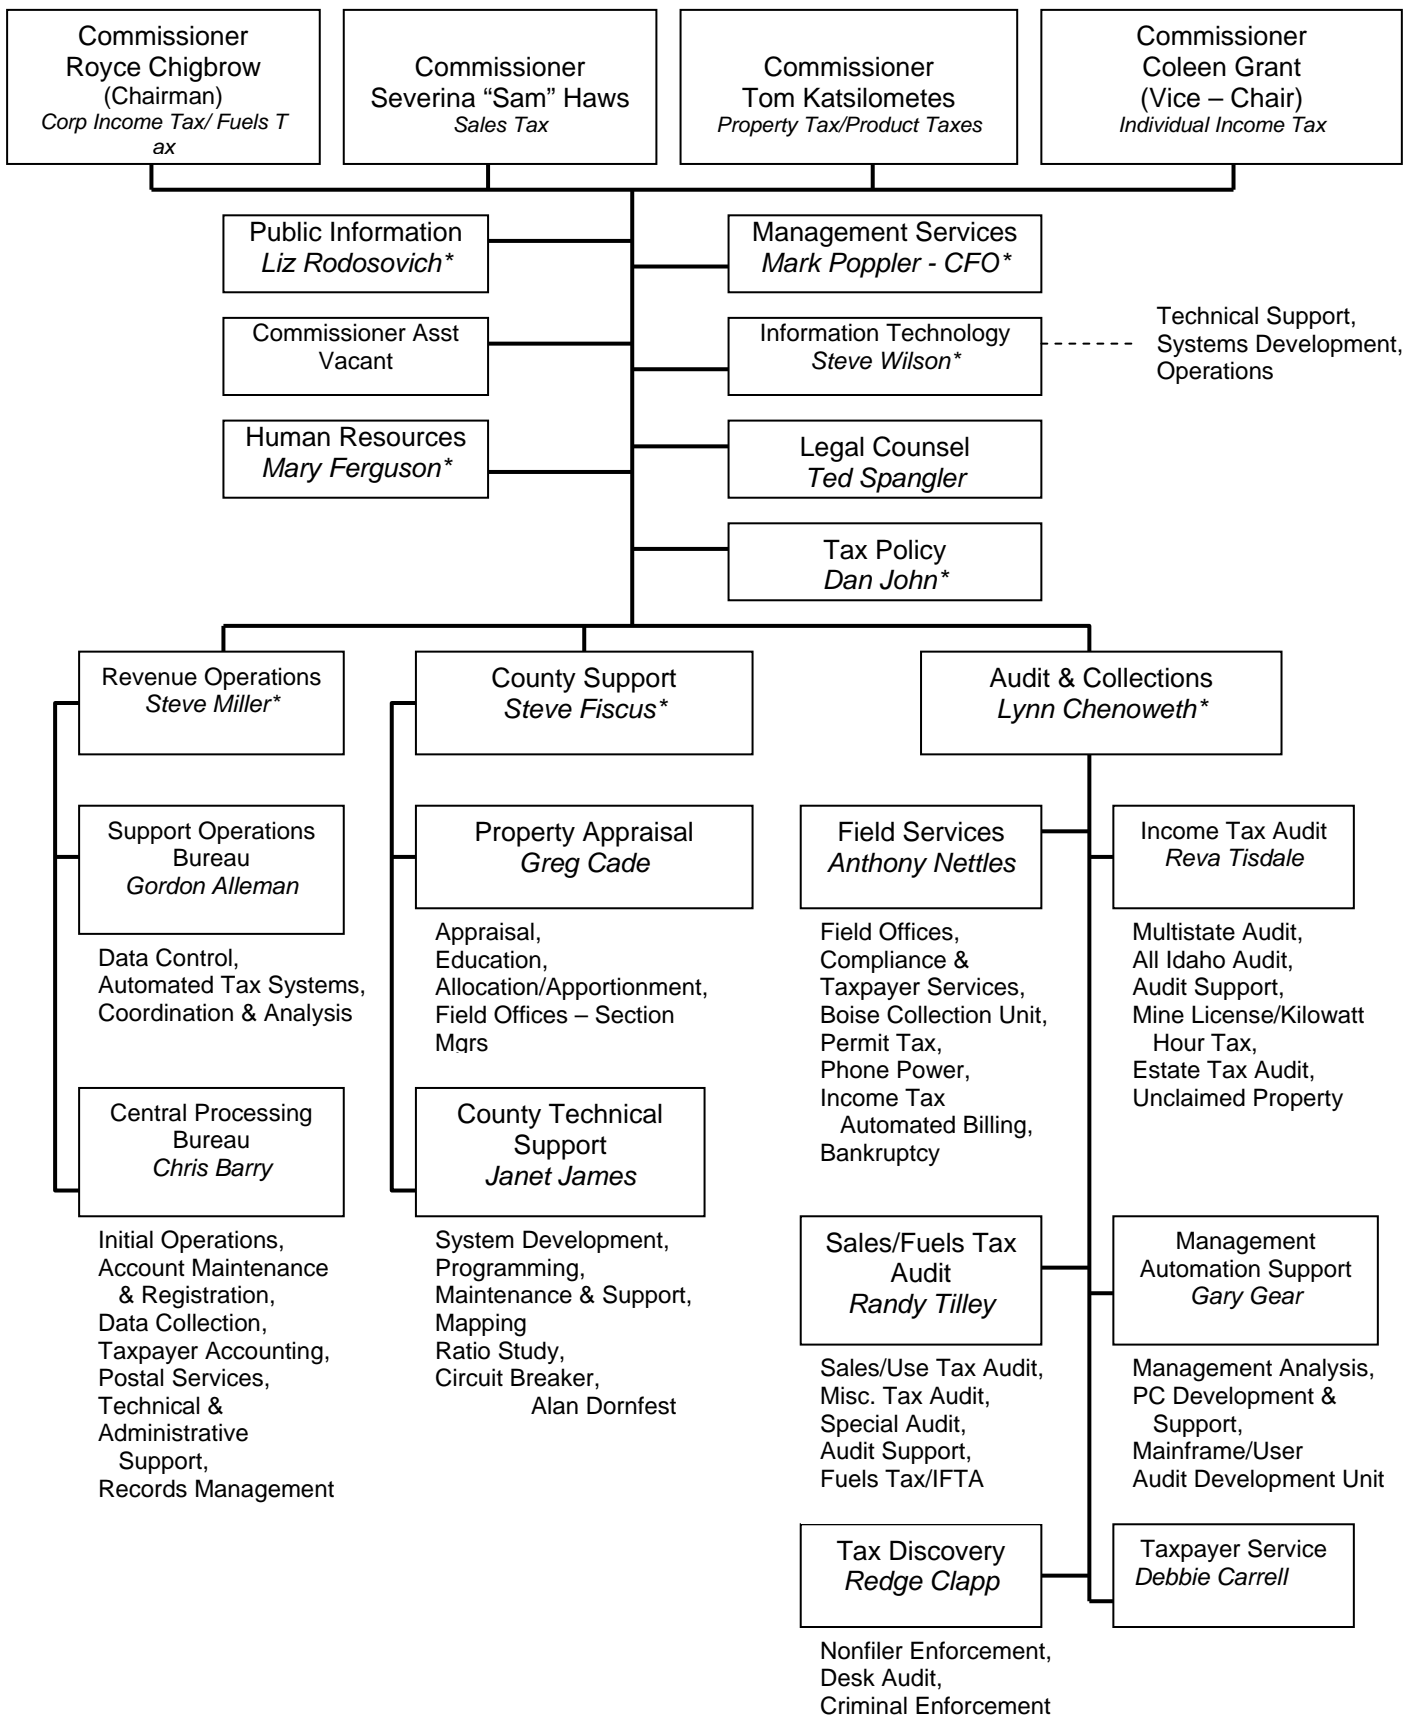 Commissioner
Royce Chigbrow
(Chairman)
Corp Income Tax/ Fuels T
ax
Commissioner
Severina “Sam” Haws
Sales Tax
Commissioner
Tom Katsilometes
Property Tax/Product Taxes
Commissioner
Coleen Grant
(Vice – Chair)
Individual Income Tax
Public Information
Liz Rodosovich*
Management Services
Mark Poppler - CFO*
Commissioner Asst
Vacant
Information Technology
Steve Wilson*
Technical Support,
Systems Development,
Operations
Human Resources
Mary Ferguson*
Legal Counsel
Ted Spangler
Tax Policy
Dan John*
Revenue Operations
Steve Miller*
County Support
Steve Fiscus*
Audit & Collections
Lynn Chenoweth*
Support Operations
Bureau
Gordon Alleman
Data Control,
Automated Tax Systems,
Coordination & Analysis
Central Processing
Bureau
Chris Barry
Initial Operations,
Account Maintenance
& Registration,
Data Collection,
Taxpayer Accounting,
Postal Services,
Technical &
Administrative
Support,
Records Management
Property Appraisal
Greg Cade
Appraisal,
Education,
Allocation/Apportionment,
Field Offices – Section
Mgrs
County Technical
Support
Janet James
System Development,
Programming,
Maintenance & Support,
Mapping
Ratio Study,
Circuit Breaker,
Alan Dornfest
Field Services
Anthony Nettles
Field Offices,
Compliance &
Taxpayer Services,
Boise Collection Unit,
Permit Tax,
Phone Power,
Income Tax
Automated Billing,
Bankruptcy
Income Tax Audit
Reva Tisdale
Multistate Audit,
All Idaho Audit,
Audit Support,
Mine License/Kilowatt
Hour Tax,
Estate Tax Audit,
Unclaimed Property
Sales/Fuels Tax
Audit
Randy Tilley
Sales/Use Tax Audit,
Misc. Tax Audit,
Special Audit,
Audit Support,
Fuels Tax/IFTA
Management
Automation Support
Gary Gear
Management Analysis,
PC Development &
Support,
Mainframe/User
Audit Development Unit
Tax Discovery
Redge Clapp
Nonfiler Enforcement,
Desk Audit,
Criminal Enforcement
Taxpayer Service
Debbie Carrell